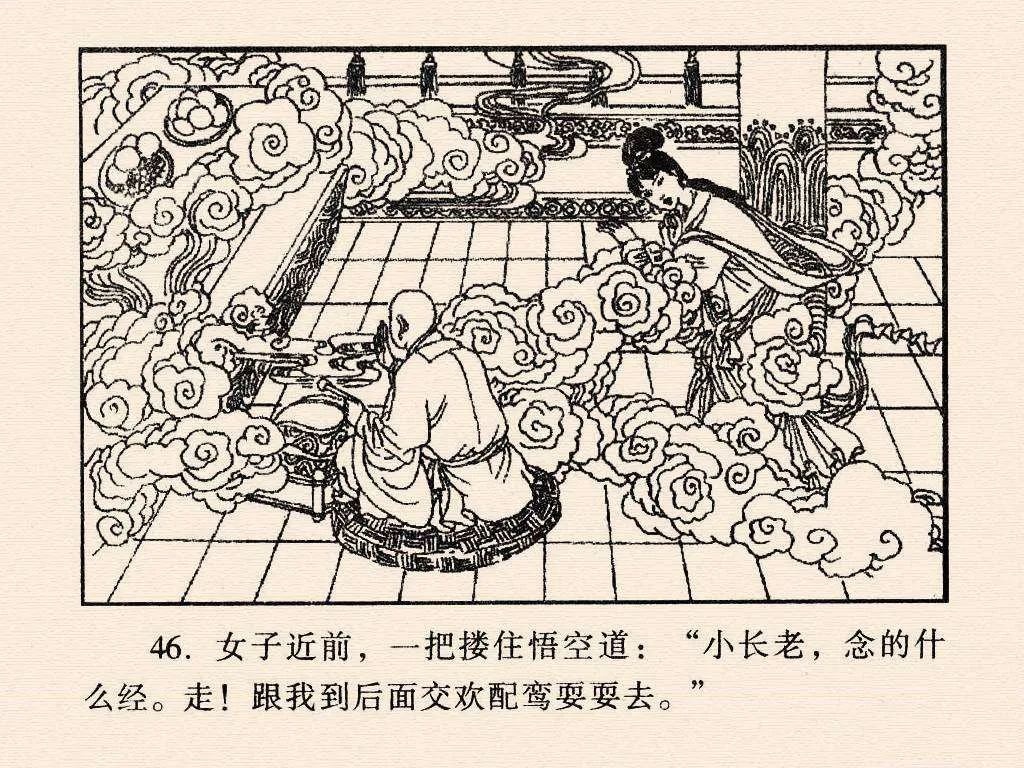 46. 女子近前，一把搂住悟空道：“小长老，念的什
么经。走！跟我到后面交欢配鸾耍耍去。”